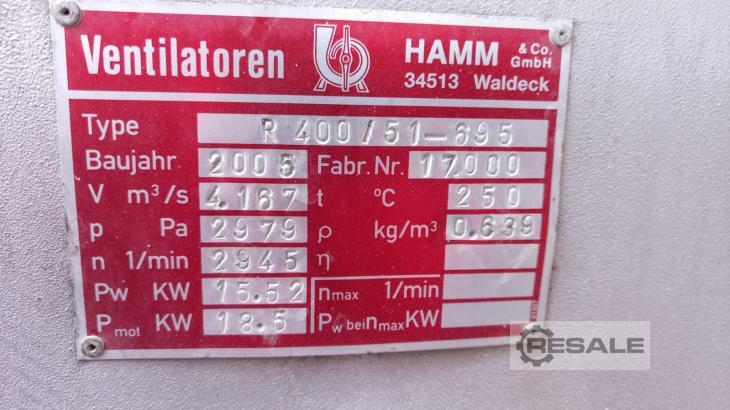 Ventilatoren HAMM & Co. GmbH
34513 Waldeck
Type R 400/51-695
Baujahr 2005 Fabr. Nr. 17.000
V m³/s 4.167 t °C 250
p Pa 2979 ρ kg/m³ 0.639
n 1/min 2945 η
Pw KW 15.52 nmax 1/min
Pmot KW 18.5 Pw bei nmax KW
RESALE